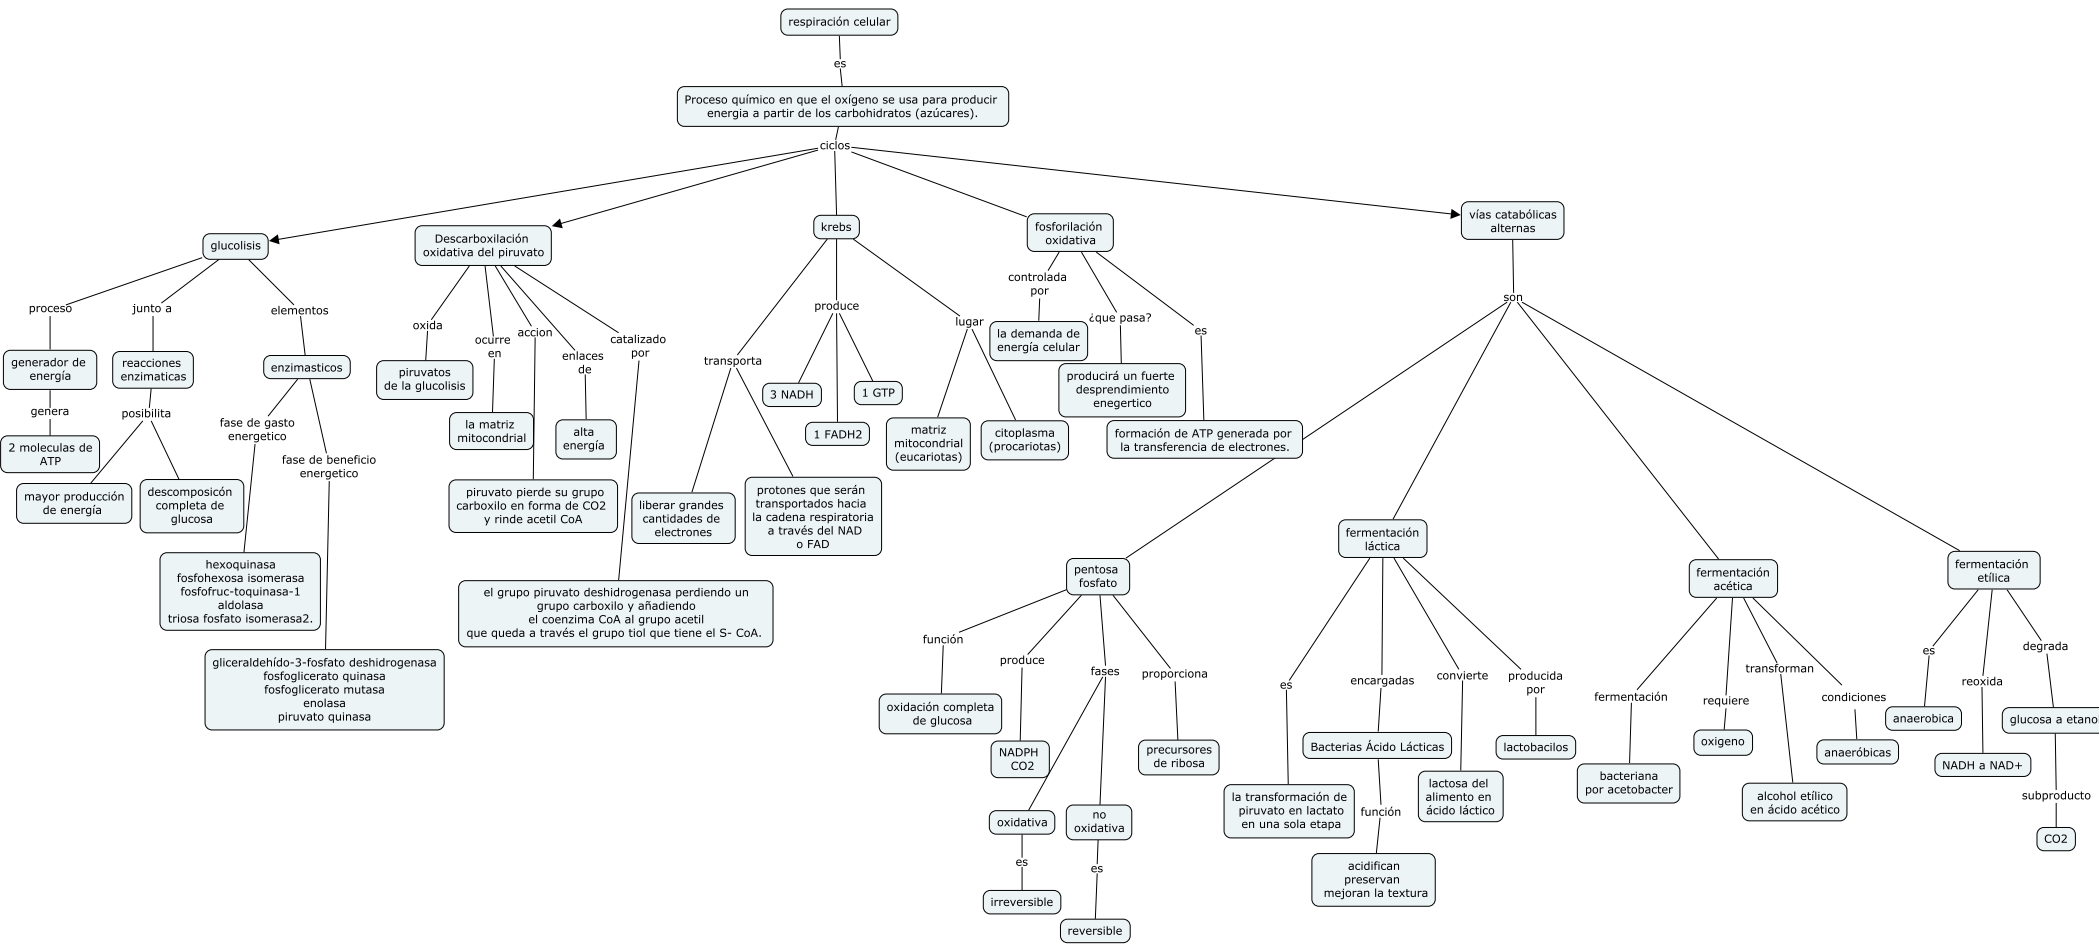 respiración celular
es
Proceso químico en que el oxígeno se usa para producir
energia a partir de los carbohidratos (azúcares).
ciclos
glucolisis
proceso
generador de
energía
genera
2 moleculas de
ATP
junto a
reacciones
enzimaticas
posibilita
mayor producción
de energía
descomposicón
completa de
glucosa
elementos
enzimasticos
fase de gasto
energetico
hexoquinasa
fosfohexosa isomerasa
fosfofruc-toquinasa-1
aldolasa
triosa fosfato isomerasa2.
fase de beneficio
energetico
gliceraldehído-3-fosfato deshidrogenasa
fosfoglicerato quinasa
fosfoglicerato mutasa
enolasa
piruvato quinasa
Descarboxilación
oxidativa del piruvato
oxida
piruvatos
de la glucolisis
ocurre
en
la matriz
mitocondrial
accion
piruvato pierde su grupo
carboxilo en forma de CO2
y rinde acetil CoA
enlaces
de
alta
energía
catalizado
por
el grupo piruvato deshidrogenasa perdiendo un
grupo carboxilo y añadiendo
el coenzima CoA al grupo acetil
que queda a través el grupo tiol que tiene el S- CoA.
krebs
transporta
liberar grandes
cantidades de
electrones
protones que serán
transportados hacia
la cadena respiratoria
a través del NAD
o FAD
produce
3 NADH
1 FADH2
1 GTP
lugar
matriz
mitocondrial
(eucariotas)
citoplasma
(procariotas)
fosforilación
oxidativa
controlada
por
la demanda de
energía celular
¿que pasa?
producirá un fuerte
desprendimiento
enegertico
es
formación de ATP generada por
la transferencia de electrones.
vías catabólicas
alternas
son
pentosa
fosfato
función
oxidación completa
de glucosa
produce
NADPH
CO2
fases
oxidativa
es
irreversible
no
oxidativa
es
reversible
proporciona
precursores
de ribosa
fermentación
láctica
es
la transformación de
piruvato en lactato
en una sola etapa
encargadas
Bacterias Ácido Lácticas
función
acidifican
preservan
mejoran la textura
convierte
lactosa del
alimento en
ácido láctico
producida
por
lactobacilos
fermentación
acética
fermentación
bacteriana
por acetobacter
requiere
oxigeno
transforman
alcohol etílico
en ácido acético
condiciones
anaeróbicas
fermentación
etílica
es
anaerobica
reoxida
NADH a NAD+
degrada
glucosa a etano
subproducto
CO2